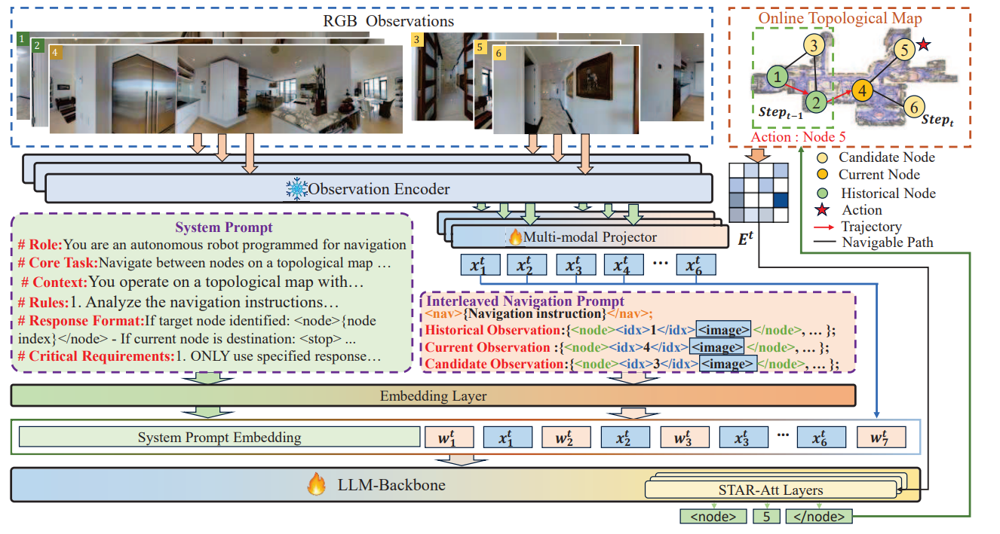 RGB Observations
1
2
4
3
5
6
Online Topological Map
3
5
1
4
2
6
Step_{t-1}
Step_t
Action : Node 5
Candidate Node
Current Node
Historical Node
Action
Trajectory
Navigable Path
Observation Encoder
E^t
Multi-modal Projector
x_1^t x_2^t x_3^t x_4^t ... x_6^t
System Prompt
# Role:You are an autonomous robot programmed for navigation
# Core Task:Navigate between nodes on a topological map …
# Context:You operate on a topological map with…
# Rules:1. Analyze the navigation instructions…
# Response Format:If target node identified: <node>{node
index}</node> - If current node is destination: <stop> ...
# Critical Requirements:1. ONLY use specified response…
Interleaved Navigation Prompt
<nav>{Navigation instruction}</nav>;
Historical Observation:{<node><idx>1</idx> <image> </node>, … };
Current Observation :{<node><idx>4</idx> <image> </node>, … };
Candidate Observation:{<node><idx>3</idx> <image> </node>, … };
Embedding Layer
System Prompt Embedding w_1^t x_1^t w_2^t x_2^t w_3^t x_3^t ... x_6^t w_7^t
LLM-Backbone
STAR-Att Layers
<node> 5 </node>